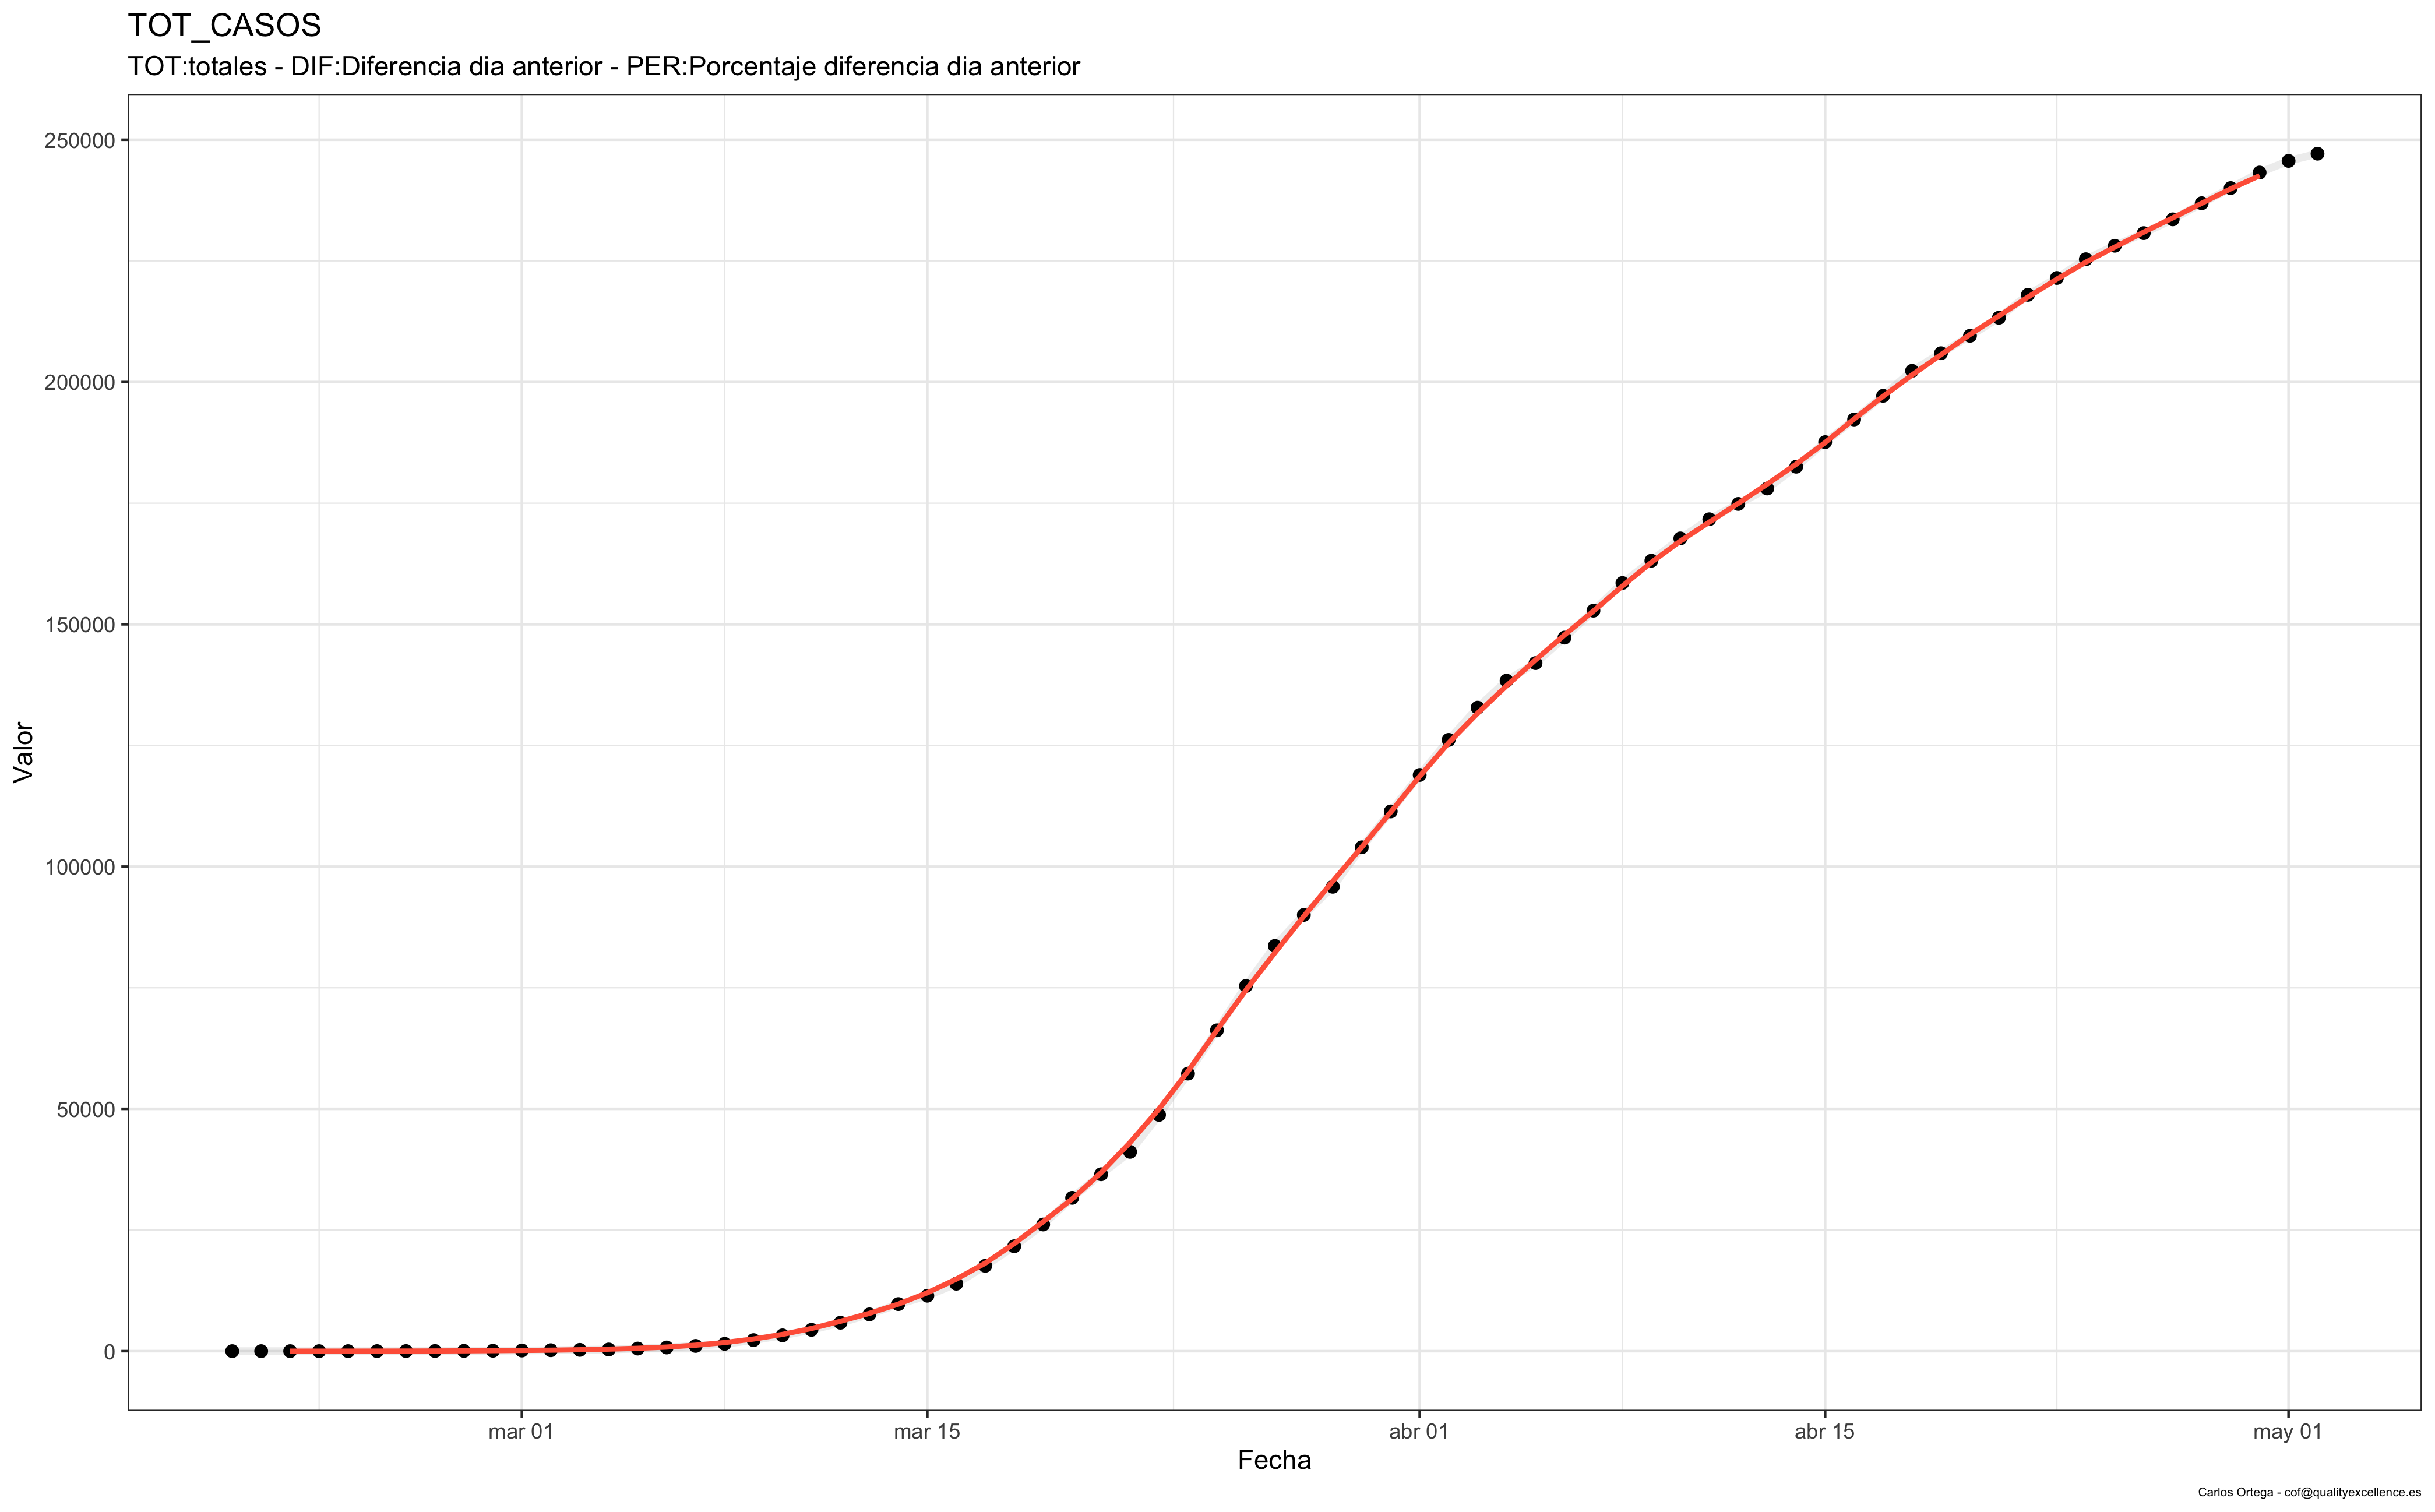 TOT_CASOS
TOT:totales - DIF:Diferencia dia anterior - PER:Porcentaje diferencia dia anterior
250000
200000
150000
100000
50000
0
Valor
mar 01
mar 15
abr 01
abr 15
may 01
Fecha
Carlos Ortega - cof@qualityexcellence.es